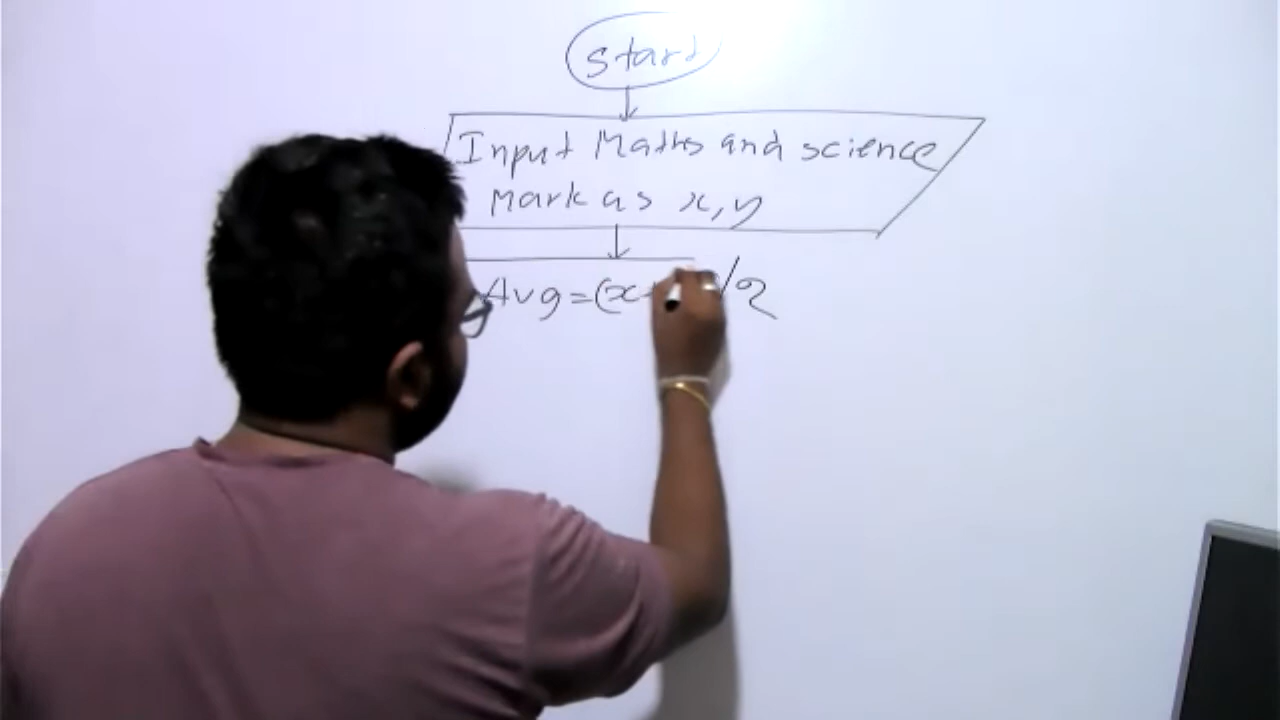 Start
Input Maths and science
Mark as x, y
Avg=(x /2